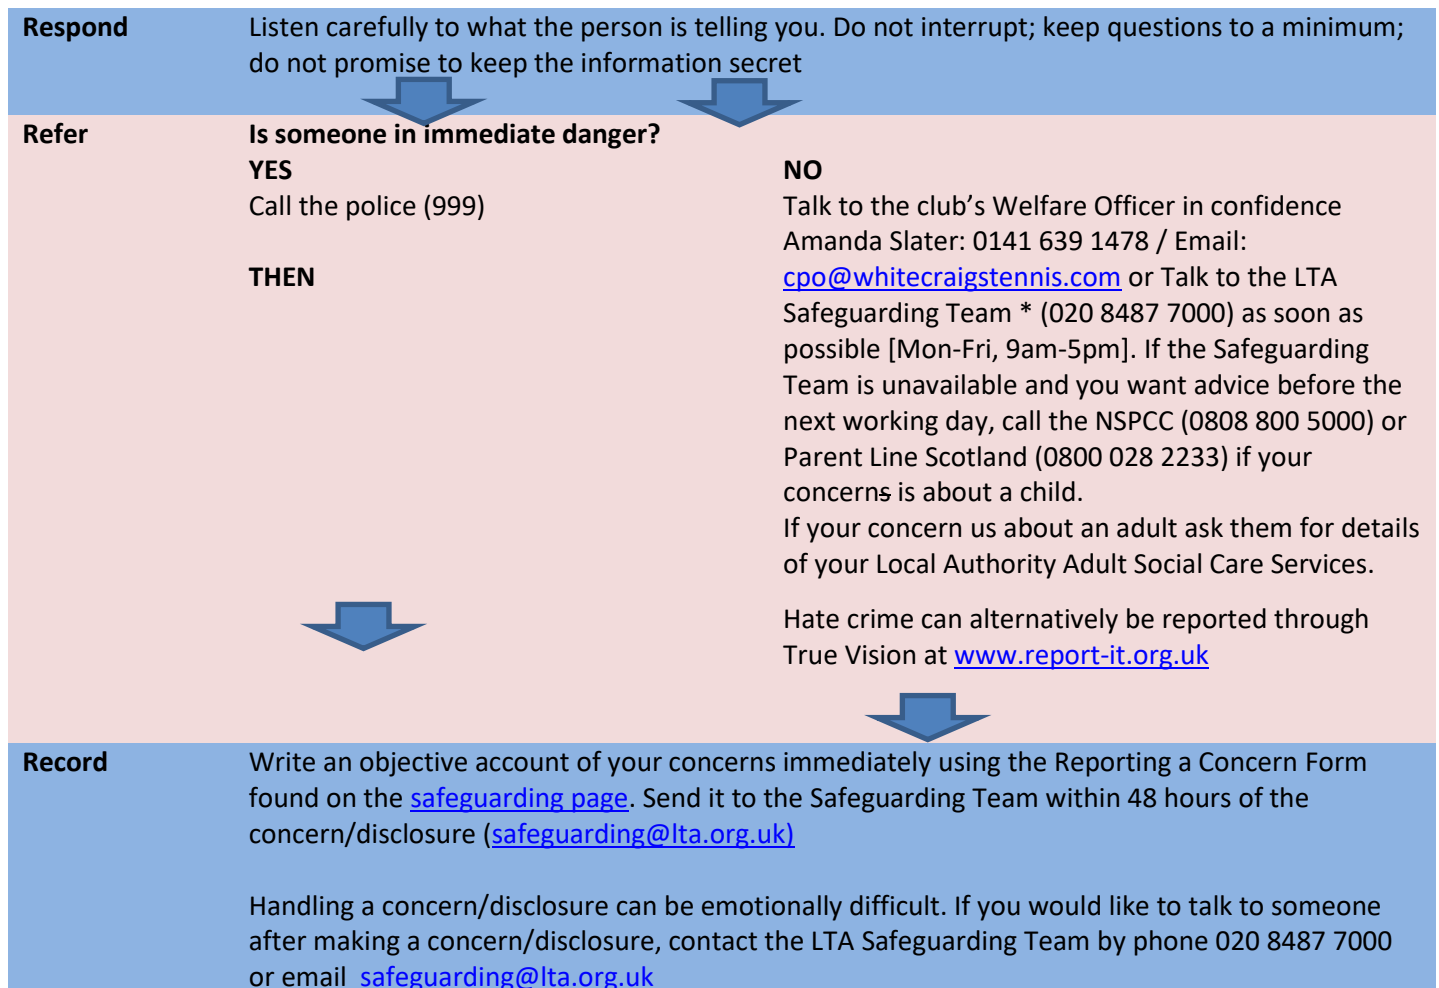 Respond
Listen carefully to what the person is telling you. Do not interrupt; keep questions to a minimum;
do not promise to keep the information secret
Refer
Is someone in immediate danger?
YES
Call the police (999)
THEN
NO
Talk to the club's Welfare Officer in confidence
Amanda Slater: 0141 639 1478 / Email:
cpo@whitecraigstennis.com or Talk to the LTA
Safeguarding Team * (020 8487 7000) as soon as
possible [Mon-Fri, 9am-5pm]. If the Safeguarding
Team is unavailable and you want advice before the
next working day, call the NSPCC (0808 800 5000) or
Parent Line Scotland (0800 028 2233) if your
concerns is about a child.
If your concern us about an adult ask them for details
of your Local Authority Adult Social Care Services.
Hate crime can alternatively be reported through
True Vision at www.report-it.org.uk
Record
Write an objective account of your concerns immediately using the Reporting a Concern Form
found on the safeguarding page. Send it to the Safeguarding Team within 48 hours of the
concern/disclosure (safeguarding@lta.org.uk)
Handling a concern/disclosure can be emotionally difficult. If you would like to talk to someone
after making a concern/disclosure, contact the LTA Safeguarding Team by phone 020 8487 7000
or email safeguarding@lta.org.uk